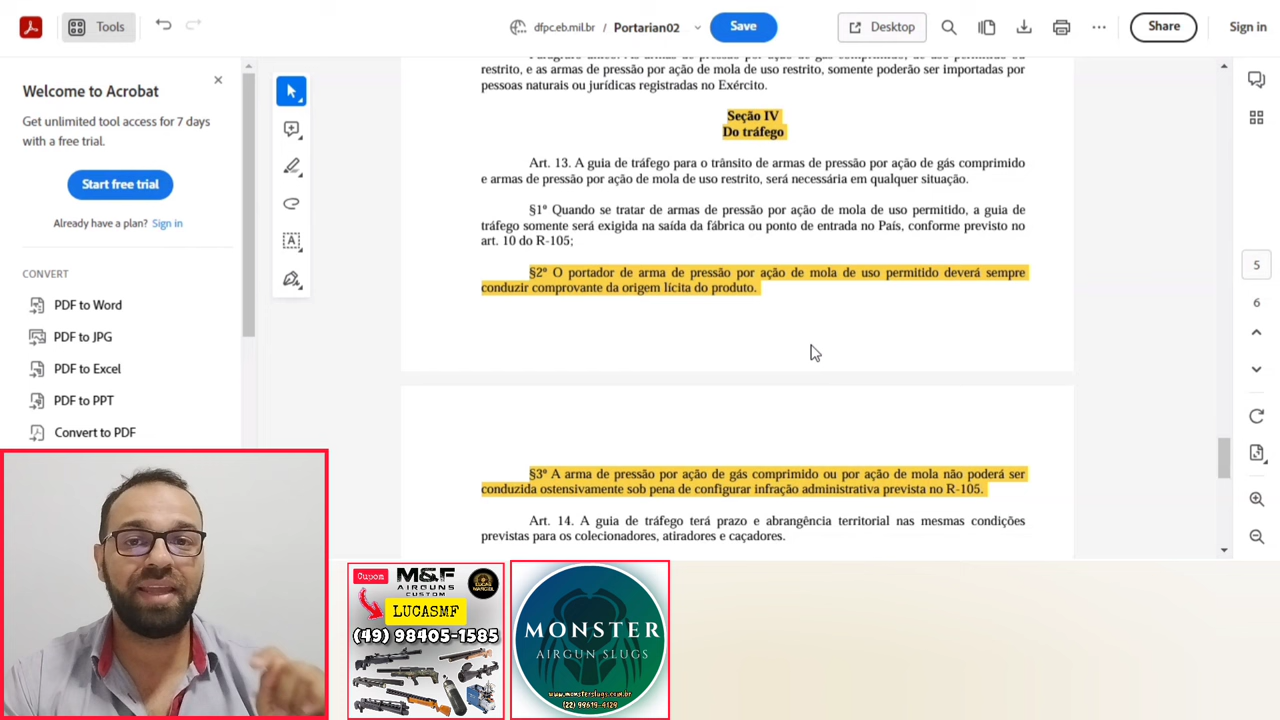 Tools
dfpc.eb.mil.br / Portarian02
Save
Desktop
Share
Sign in
Welcome to Acrobat
Get unlimited tool access for 7 days
with a free trial.
Start free trial
Already have a plan? Sign in
CONVERT
PDF to Word
PDF to JPG
PDF to Excel
PDF to PPT
Convert to PDF
restrito, e as armas de pressão por ação de mola de uso restrito, somente poderão ser importadas por
pessoas naturais ou jurídicas registradas no Exército.
Seção IV
Do tráfego
Art. 13. A guia de tráfego para o trânsito de armas de pressão por ação de gás comprimido
e armas de pressão por ação de mola de uso restrito, será necessária em qualquer situação.
§1º Quando se tratar de armas de pressão por ação de mola de uso permitido, a guia de
tráfego somente será exigida na saída da fábrica ou ponto de entrada no País, conforme previsto no
art. 10 do R-105;
§2º O portador de arma de pressão por ação de mola de uso permitido deverá sempre
conduzir comprovante da origem lícita do produto.
§3º A arma de pressão por ação de gás comprimido ou por ação de mola não poderá ser
conduzida ostensivamente sob pena de configurar infração administrativa prevista no R-105.
Art. 14. A guia de tráfego terá prazo e abrangência territorial nas mesmas condições
previstas para os colecionadores, atiradores e caçadores.
5
6
Cupom
M&F
AIRGUNS
CUSTOM
LUCAS
MACIEL
LUCASMF
(49) 98405-1585
MONSTER
AIRGUN SLUGS
www.monsterslugs.com.br
(22) 99619-4129